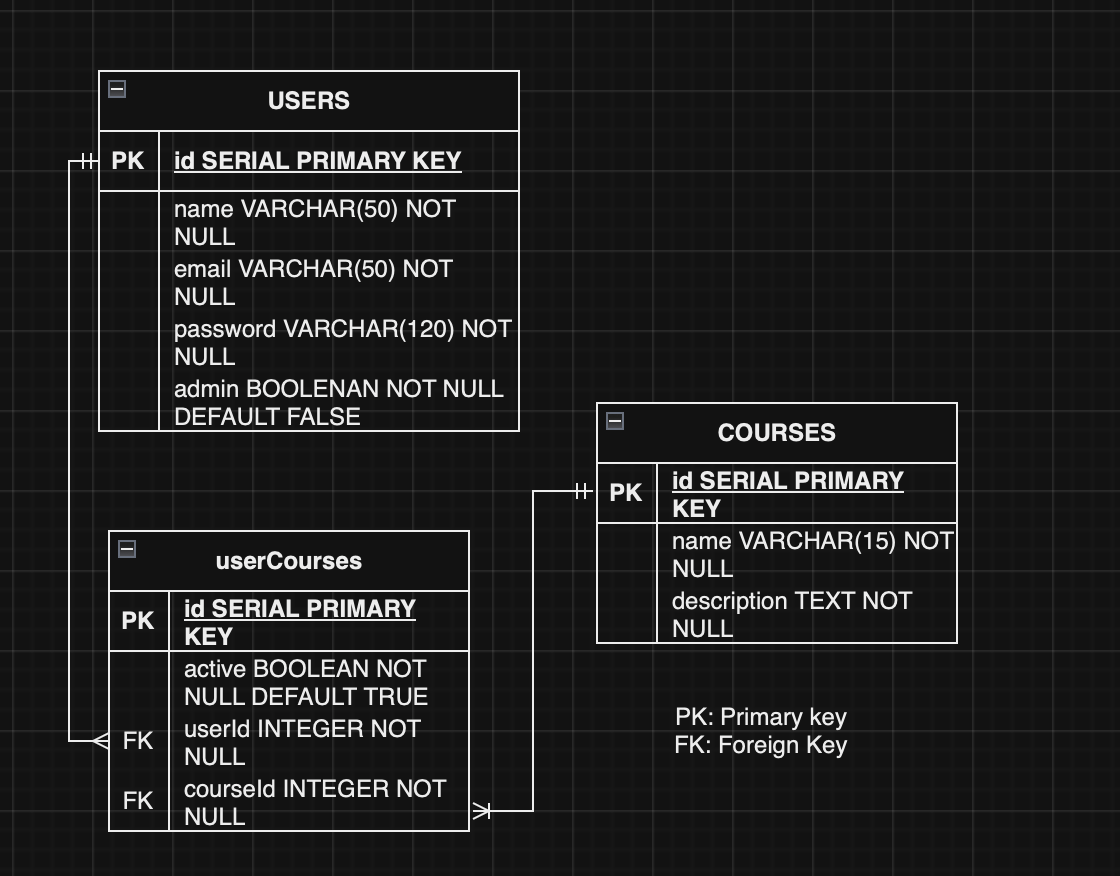 USERS
PK
id SERIAL PRIMARY KEY
name VARCHAR(50) NOT
NULL
email VARCHAR(50) NOT
NULL
password VARCHAR(120) NOT
NULL
admin BOOLENAN NOT NULL
DEFAULT FALSE
COURSES
PK
id SERIAL PRIMARY
KEY
name VARCHAR(15) NOT
NULL
description TEXT NOT
NULL
userCourses
PK
id SERIAL PRIMARY
KEY
active BOOLEAN NOT
NULL DEFAULT TRUE
FK
userId INTEGER NOT
NULL
FK
courseId INTEGER NOT
NULL
PK: Primary key
FK: Foreign Key